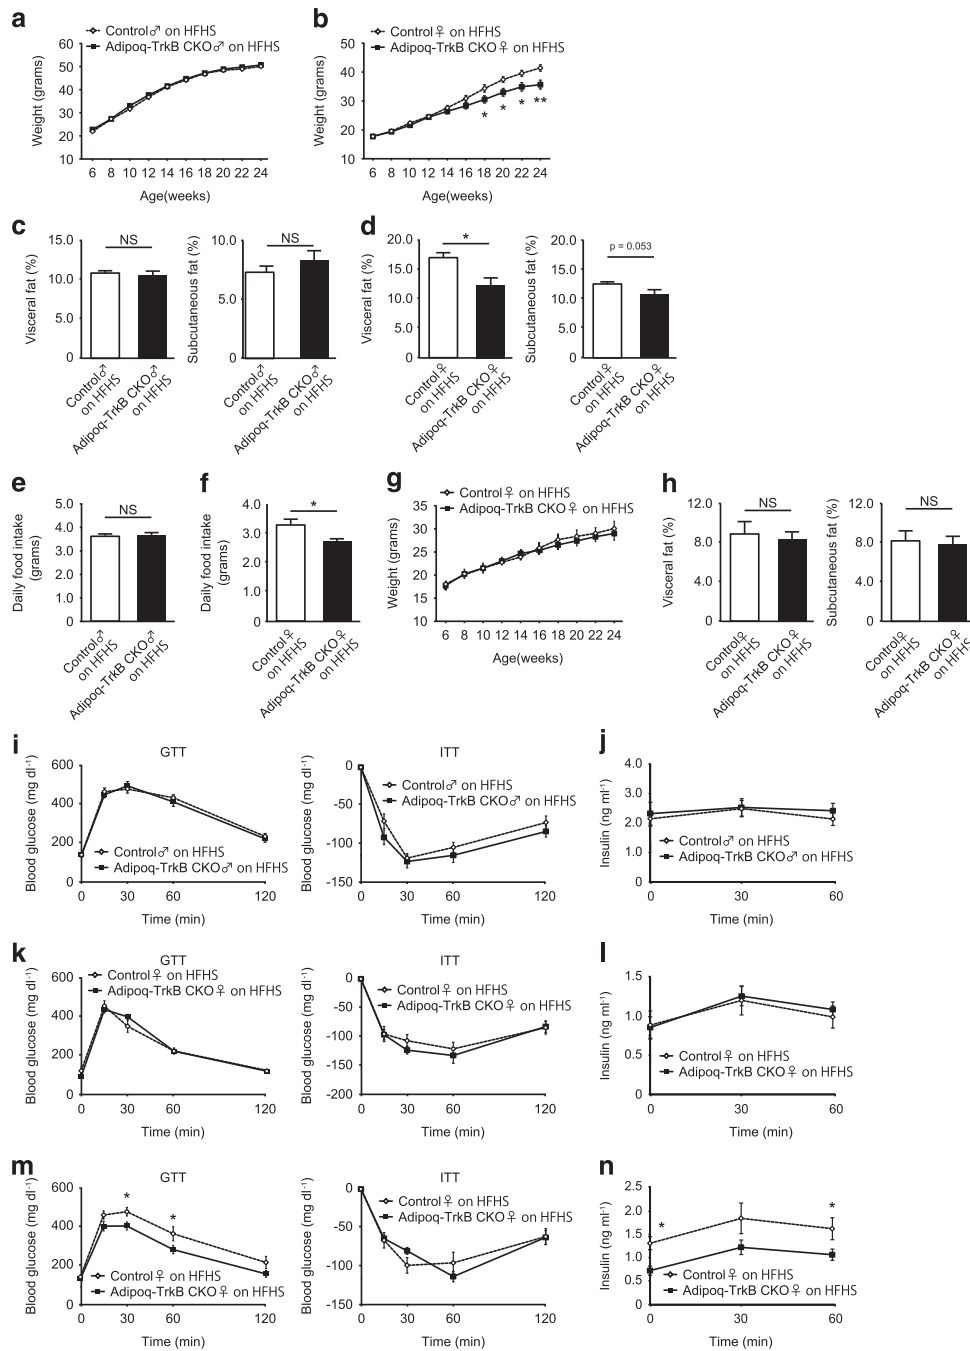 a
Control♂ on HFHS
Adipoq-TrkB CKO♂ on HFHS
Weight (grams)
60
50
40
30
20
10
6 8 10 12 14 16 18 20 22 24
Age(weeks)
b
Control♀ on HFHS
Adipoq-TrkB CKO♀ on HFHS
Weight (grams)
50
40
30
20
10
* * * **
6 8 10 12 14 16 18 20 22 24
Age(weeks)
c
Visceral fat (%)
15.0
10.0
5.0
0
NS
Control♂
on HFHS
Adipoq-TrkB CKO♂
on HFHS
Subcutaneous fat (%)
10.0
5.0
0
NS
Control♂
on HFHS
Adipoq-TrkB CKO♂
on HFHS
d
Visceral fat (%)
20.0
15.0
10.0
5.0
0
*
Control♀
on HFHS
Adipoq-TrkB CKO♀
on HFHS
Subcutaneous fat (%)
20.0
15.0
10.0
5.0
0
p = 0.053
Control♀
on HFHS
Adipoq-TrkB CKO♀
on HFHS
e
Daily food intake
(grams)
5.0
4.0
3.0
2.0
1.0
0
NS
Control♂
on HFHS
Adipoq-TrkB CKO♂
on HFHS
f
Daily food intake
(grams)
4.0
3.0
2.0
1.0
0
*
Control♀
on HFHS
Adipoq-TrkB CKO♀
on HFHS
g
Control♀ on HFHS
Adipoq-TrkB CKO♀ on HFHS
Weight (grams)
35
30
25
20
15
6 8 10 12 14 16 18 20 22 24
Age(weeks)
h
Visceral fat (%)
12.0
8.0
4.0
0
NS
Control♀
on HFHS
Adipoq-TrkB CKO♀
on HFHS
Subcutaneous fat (%)
12.0
8.0
4.0
0
NS
Control♀
on HFHS
Adipoq-TrkB CKO♀
on HFHS
i
GTT
Blood glucose (mg dl-1)
600
400
200
0
Control♂ on HFHS
Adipoq-TrkB CKO♂ on HFHS
0 30 60 120
Time (min)
ITT
Blood glucose (mg dl-1)
0
-50
-100
-150
Control♂ on HFHS
Adipoq-TrkB CKO♂ on HFHS
0 30 60 120
Time (min)
j
Insulin (ng ml-1)
4.0
3.0
2.0
1.0
0
Control♂ on HFHS
Adipoq-TrkB CKO♂ on HFHS
0 30 60
Time (min)
k
GTT
Control♀ on HFHS
Adipoq-TrkB CKO♀ on HFHS
Blood glucose (mg dl-1)
600
400
200
0
0 30 60 120
Time (min)
ITT
Control♀ on HFHS
Adipoq-TrkB CKO♀ on HFHS
Blood glucose (mg dl-1)
0
-50
-100
-150
-200
0 30 60 120
Time (min)
l
Insulin (ng ml-1)
1.5
1.0
0.5
0
Control♀ on HFHS
Adipoq-TrkB CKO♀ on HFHS
0 30 60
Time (min)
m
GTT
Blood glucose (mg dl-1)
600
400
200
0
* *
Control♀ on HFHS
Adipoq-TrkB CKO♀ on HFHS
0 30 60 120
Time (min)
ITT
Control♀ on HFHS
Adipoq-TrkB CKO♀ on HFHS
Blood glucose (mg dl-1)
0
-50
-100
-150
0 30 60 120
Time (min)
n
Insulin (ng ml-1)
2.5
2.0
1.5
1.0
0.5
0
* *
Control♀ on HFHS
Adipoq-TrkB CKO♀ on HFHS
0 30 60
Time (min)